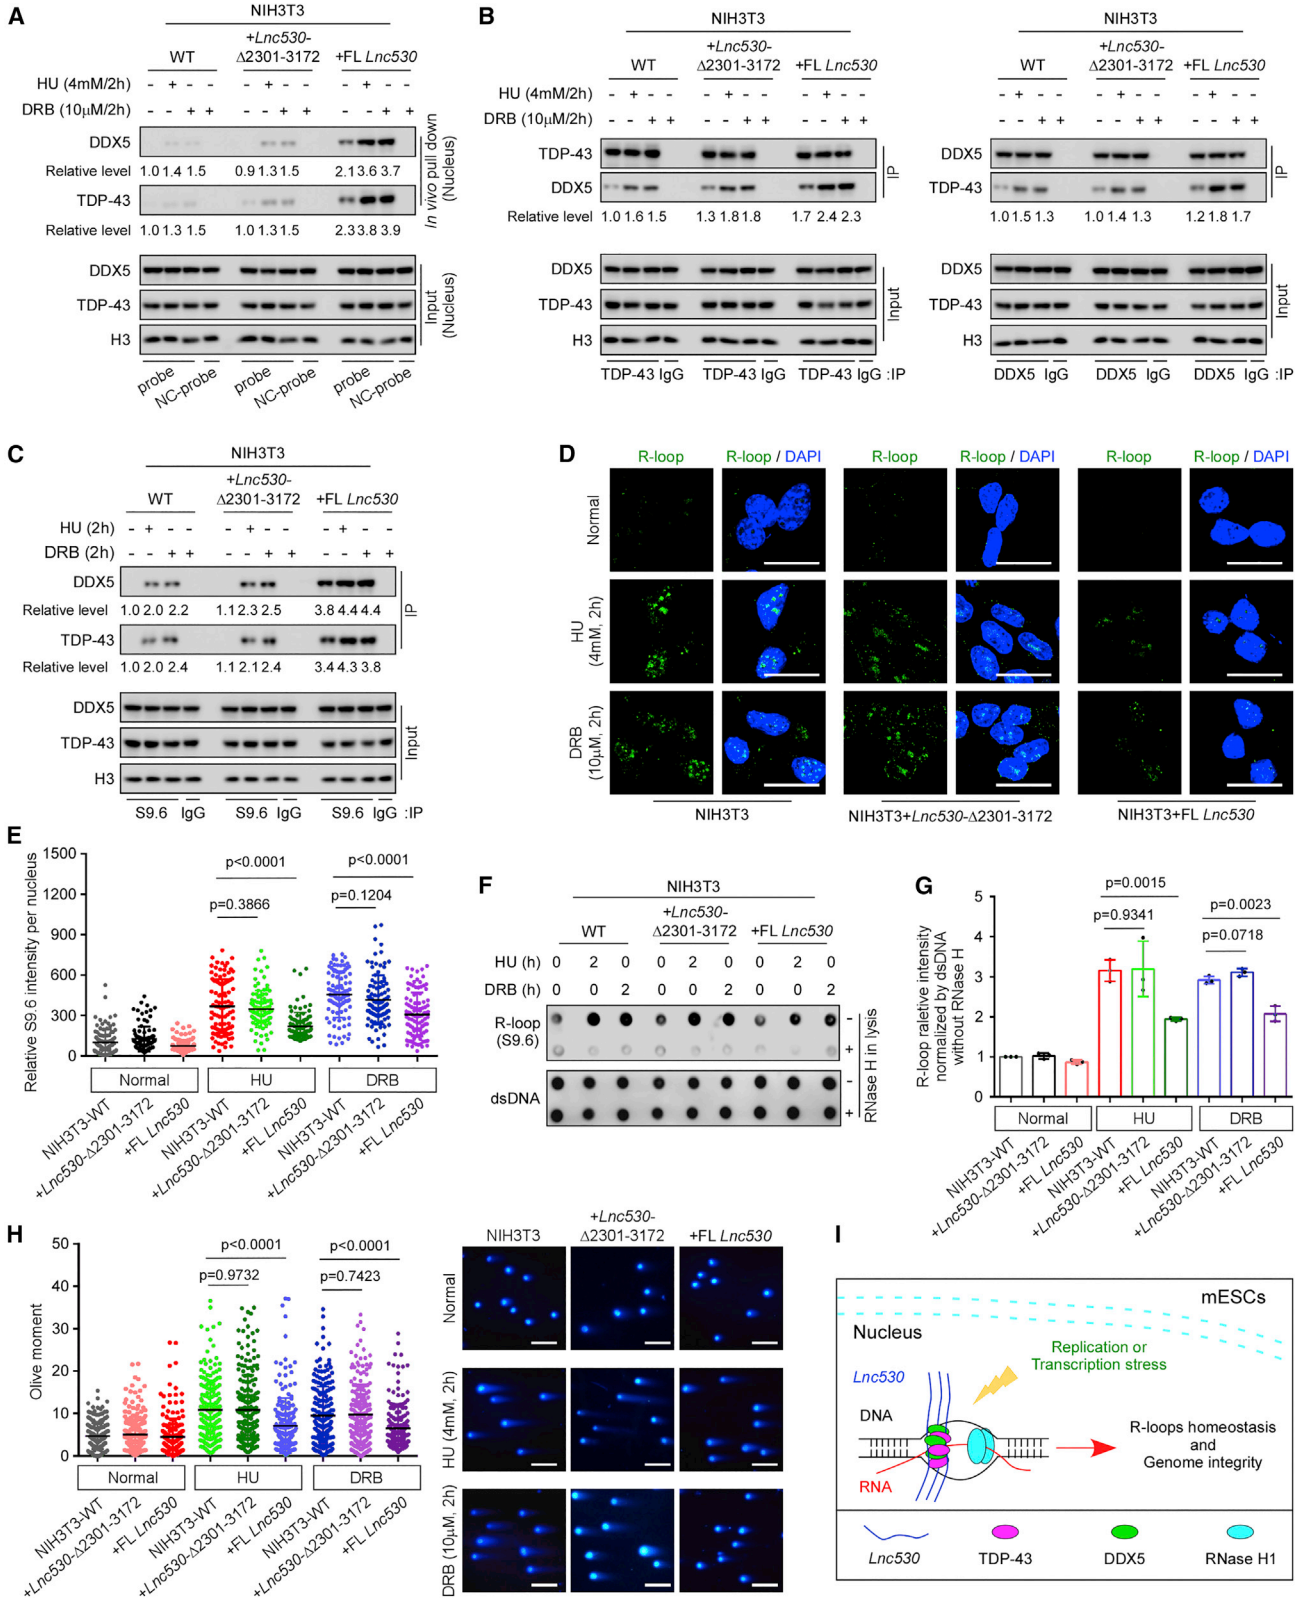 A
NIH3T3
+Lnc530-
WT Δ2301-3172 +FL Lnc530
HU (4mM/2h) - + - - - + - - - + - -
DRB (10μM/2h) - - + + - - + + - - + +
DDX5
Relative level 1.0 1.4 1.5 0.9 1.3 1.5 2.1 3.6 3.7
TDP-43
Relative level 1.0 1.3 1.5 1.0 1.3 1.5 2.3 3.8 3.9
In vivo pull down
(Nucleus)
DDX5
TDP-43
H3
Input
(Nucleus)
probe NC-probe probe NC-probe probe NC-probe
B
NIH3T3
+Lnc530-
WT Δ2301-3172 +FL Lnc530
HU (4mM/2h) - + - - - + - - - + - -
DRB (10μM/2h) - - + + - - + + - - + +
TDP-43
DDX5
IP
Relative level 1.0 1.6 1.5 1.3 1.8 1.8 1.7 2.4 2.3
DDX5
TDP-43
H3
Input
TDP-43 IgG TDP-43 IgG TDP-43 IgG :IP
NIH3T3
+Lnc530-
WT Δ2301-3172 +FL Lnc530
- + - - - + - - - + - -
- - + + - - + + - - + +
DDX5
TDP-43
IP
1.0 1.5 1.3 1.0 1.4 1.3 1.2 1.8 1.7
DDX5
TDP-43
H3
Input
DDX5 IgG DDX5 IgG DDX5 IgG :IP
C
NIH3T3
+Lnc530-
WT Δ2301-3172 +FL Lnc530
HU (2h) - + - - - + - - - + - -
DRB (2h) - - + + - - + + - - + +
DDX5
Relative level 1.0 2.0 2.2 1.1 2.3 2.5 3.8 4.4 4.4
TDP-43
Relative level 1.0 2.0 2.4 1.1 2.1 2.4 3.4 4.3 3.8
IP
DDX5
TDP-43
H3
Input
S9.6 IgG S9.6 IgG S9.6 IgG :IP
D
R-loop R-loop / DAPI R-loop R-loop / DAPI R-loop R-loop / DAPI
Normal
HU
(4mM, 2h)
DRB
(10μM, 2h)
NIH3T3 NIH3T3+Lnc530-Δ2301-3172 NIH3T3+FL Lnc530
E
Relative S9.6 intensity per nucleus
1500
1200
900
600
300
0
p<0.0001
p=0.3866
p<0.0001
p=0.1204
Normal HU DRB
NIH3T3-WT
+Lnc530-Δ2301-3172
+FL Lnc530
NIH3T3-WT
+Lnc530-Δ2301-3172
+FL Lnc530
NIH3T3-WT
+Lnc530-Δ2301-3172
+FL Lnc530
F
NIH3T3
+Lnc530-
WT Δ2301-3172 +FL Lnc530
HU (h) 0 2 0 0 2 0 0 2 0
DRB (h) 0 0 2 0 0 2 0 0 2
R-loop
(S9.6)
-
+
dsDNA
-
+
RNase H in lysis
G
R-loop raletive intensity
normalized by dsDNA
without RNase H
5
4
3
2
1
0
p=0.0015
p=0.9341
p=0.0023
p=0.0718
Normal HU DRB
NIH3T3-WT
+Lnc530-Δ2301-3172
+FL Lnc530
NIH3T3-WT
+Lnc530-Δ2301-3172
+FL Lnc530
NIH3T3-WT
+Lnc530-Δ2301-3172
+FL Lnc530
H
Olive moment
50
40
30
20
10
0
p<0.0001
p=0.9732
p<0.0001
p=0.7423
Normal HU DRB
NIH3T3-WT
+Lnc530-Δ2301-3172
+FL Lnc530
NIH3T3-WT
+Lnc530-Δ2301-3172
+FL Lnc530
NIH3T3-WT
+Lnc530-Δ2301-3172
+FL Lnc530
+Lnc530-
NIH3T3 Δ2301-3172 +FL Lnc530
Normal
HU (4mM, 2h)
DRB (10μM, 2h)
I
mESCs
Nucleus
Replication or
Transcription stress
Lnc530
DNA
RNA
R-loops homeostasis
and
Genome integrity
Lnc530 TDP-43 DDX5 RNase H1